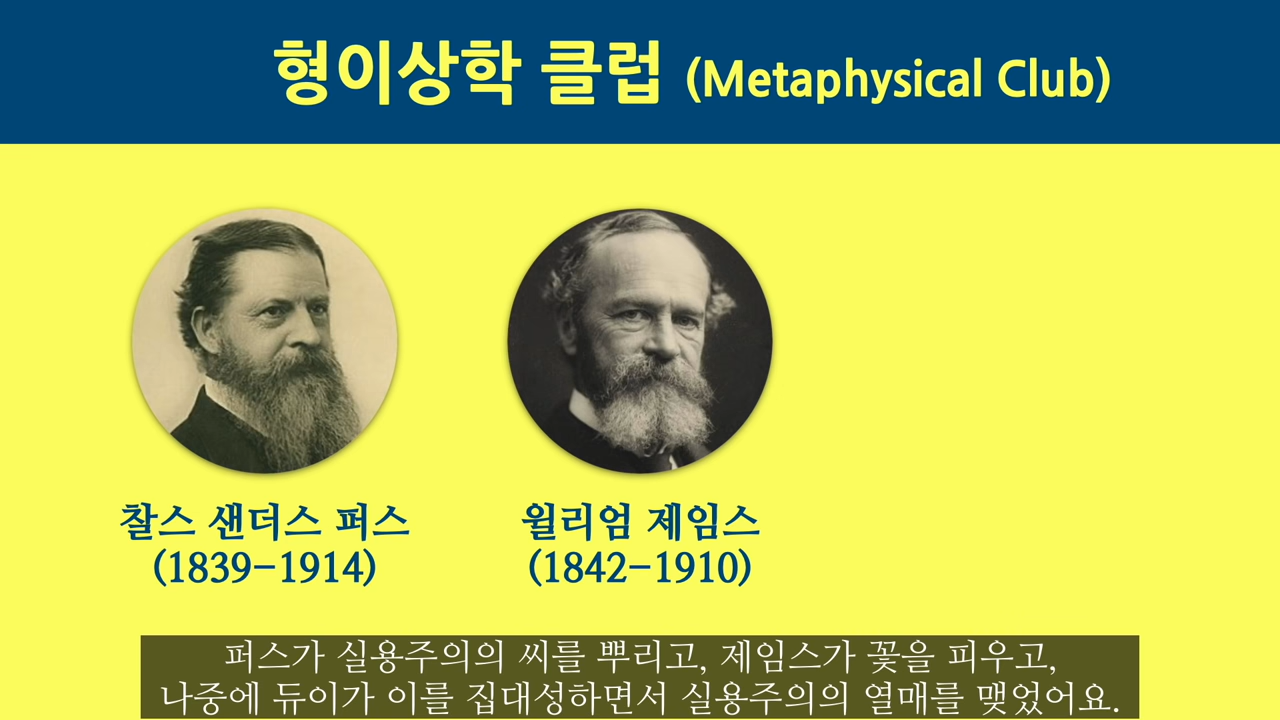 형이상학 클럽 (Metaphysical Club)
찰스 샌더스 퍼스
(1839-1914)
윌리엄 제임스
(1842-1910)
퍼스가 실용주의의 씨를 뿌리고, 제임스가 꽃을 피우고,
나중에 듀이가 이를 집대성하면서 실용주의의 열매를 맺었어요.